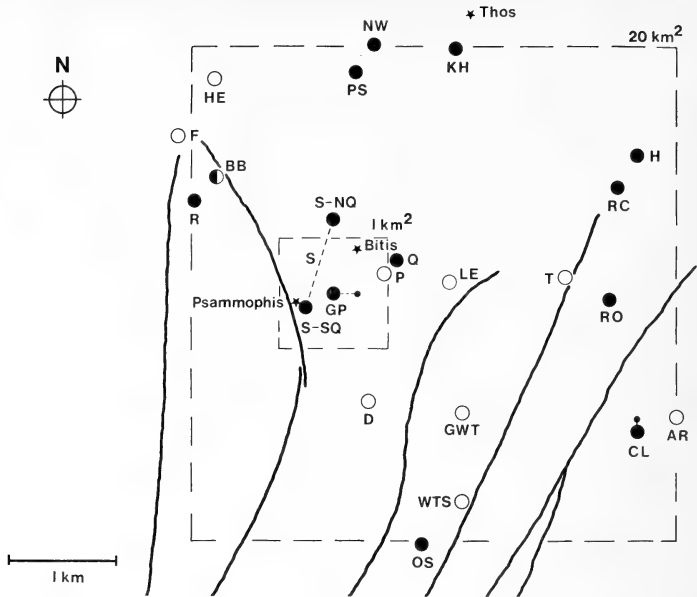 Thos
NW
20 km²
N
KH
PS
HE
F
BB
H
S-NQ
RC
R
1 km²
Bitis
S
Q
P
LE
T
Psammophis
GP
RO
S-SQ
D
GWT
AR
CL
WTS
OS
1 km